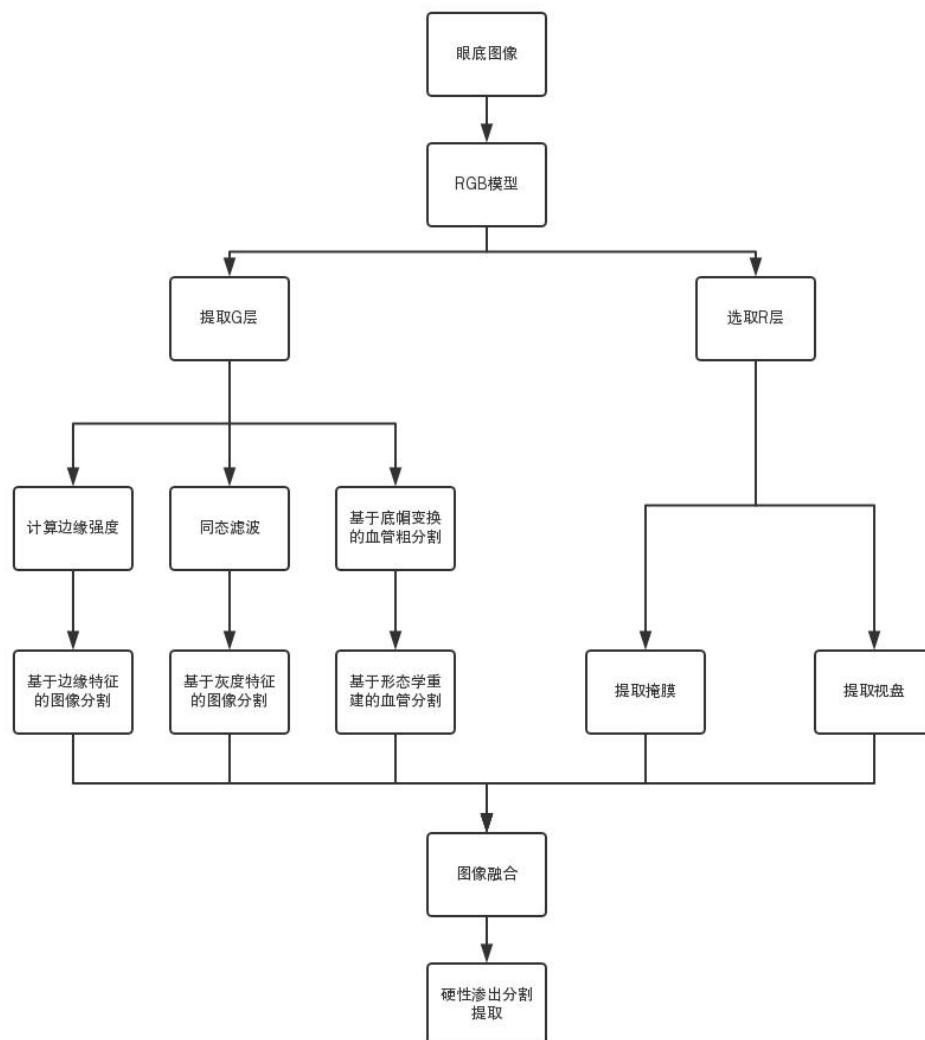 眼底图像
RGB模型
提取G层
选取R层
计算边缘强度
同态滤波
基于底帽变换
的血管粗分割
基于边缘特征
的图像分割
基于灰度特征
的图像分割
基于形态学重
建的血管分割
提取掩膜
提取视盘
图像融合
硬性渗出分割
提取